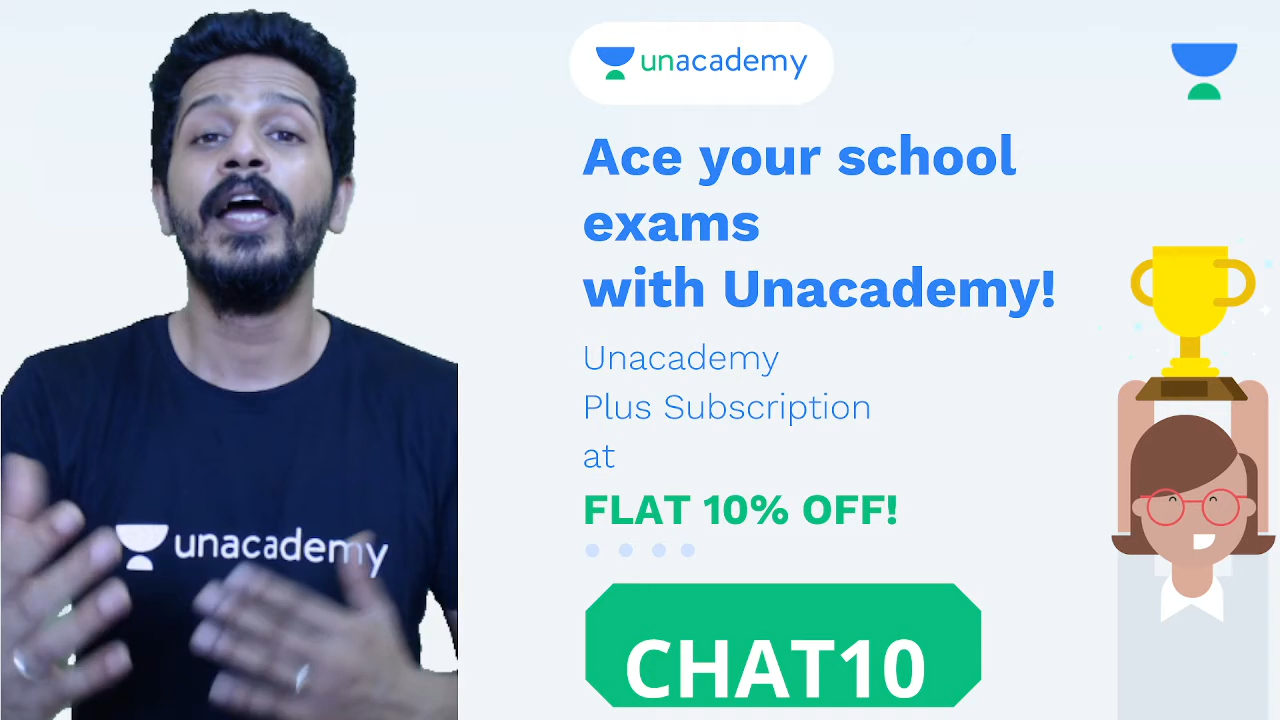 unacademy
Ace your school
exams
with Unacademy!
Unacademy
Plus Subscription
at
FLAT 10% OFF!
CHAT10
unacademy